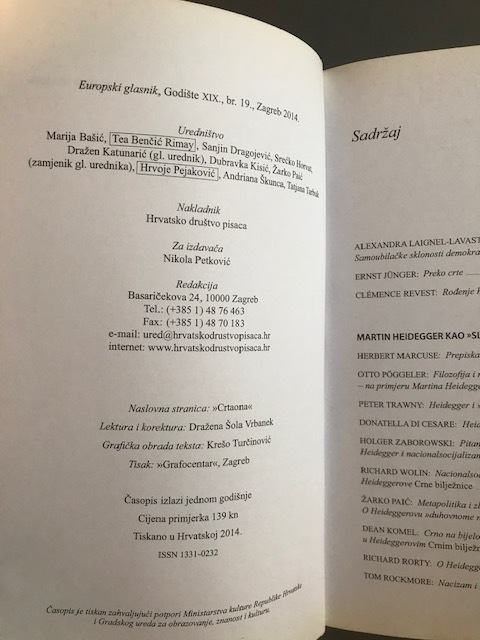 Europski glasnik, Godište XIX., br. 19., Zagreb 2014.
Uredništvo
Marija Bašić, Tea Benčić Rimay, Sanjin Dragojević, Srećko Horvat,
Dražen Katunarić (gl. urednik), Dubravka Kisić, Žarko Paić
(zamjenik gl. urednika), Hrvoje Pejaković, Andriana Škunca, Tatjana Tarbuk
Nakladnik
Hrvatsko društvo pisaca
Za izdavača
Nikola Petković
Redakcija
Basaričekova 24, 10000 Zagreb
Tel.: (+385 1) 48 76 463
Fax: (+385 1) 48 70 183
e-mail: ured@hrvatskodrustvopisaca.hr
internet: www.hrvatskodrustvopisaca.hr
Naslovna stranica: »Crtaona«
Lektura i korektura: Dražena Šola Vrbanek
Grafička obrada teksta: Krešo Turčinović
Tisak: »Grafocentar«, Zagreb
Časopis izlazi jednom godišnje
Cijena primjerka 139 kn
Tiskano u Hrvatskoj 2014.
ISSN 1331-0232
Časopis je tiskan zahvaljujući potpori Ministarstva kulture Republike Hrvatske
i Gradskog ureda za obrazovanje, znanost i kulturu.
Sadržaj
ALEXANDRA LAIGNEL-LAVAST
Samoubilačke sklonosti demokra
ERNST JÜNGER: Preko crte
CLÉMENCE REVEST: Rođenje
MARTIN HEIDEGGER KAO »SL
HERBERT MARCUSE: Prepiska
OTTO PÖGGELER: Filozofija i
– na primjeru Martina Heidegge
PETER TRAWNY: Heidegger i
DONATELLA DI CESARE: Heid
HOLGER ZABOROWSKI: Pitan
Heidegger i nacionalsocijalizan
RICHARD WOLIN: Nacionalsoc
Heideggerove Crne bilježnice
ŽARKO PAIĆ: Metapolitika i zl
O Heideggerovu »duhovnome n
DEAN KOMEL: Crno na bijelo
u Heideggerovim Crnim bilježn
RICHARD RORTY: O Heidegge
TOM ROCKMORE: Nacizam i